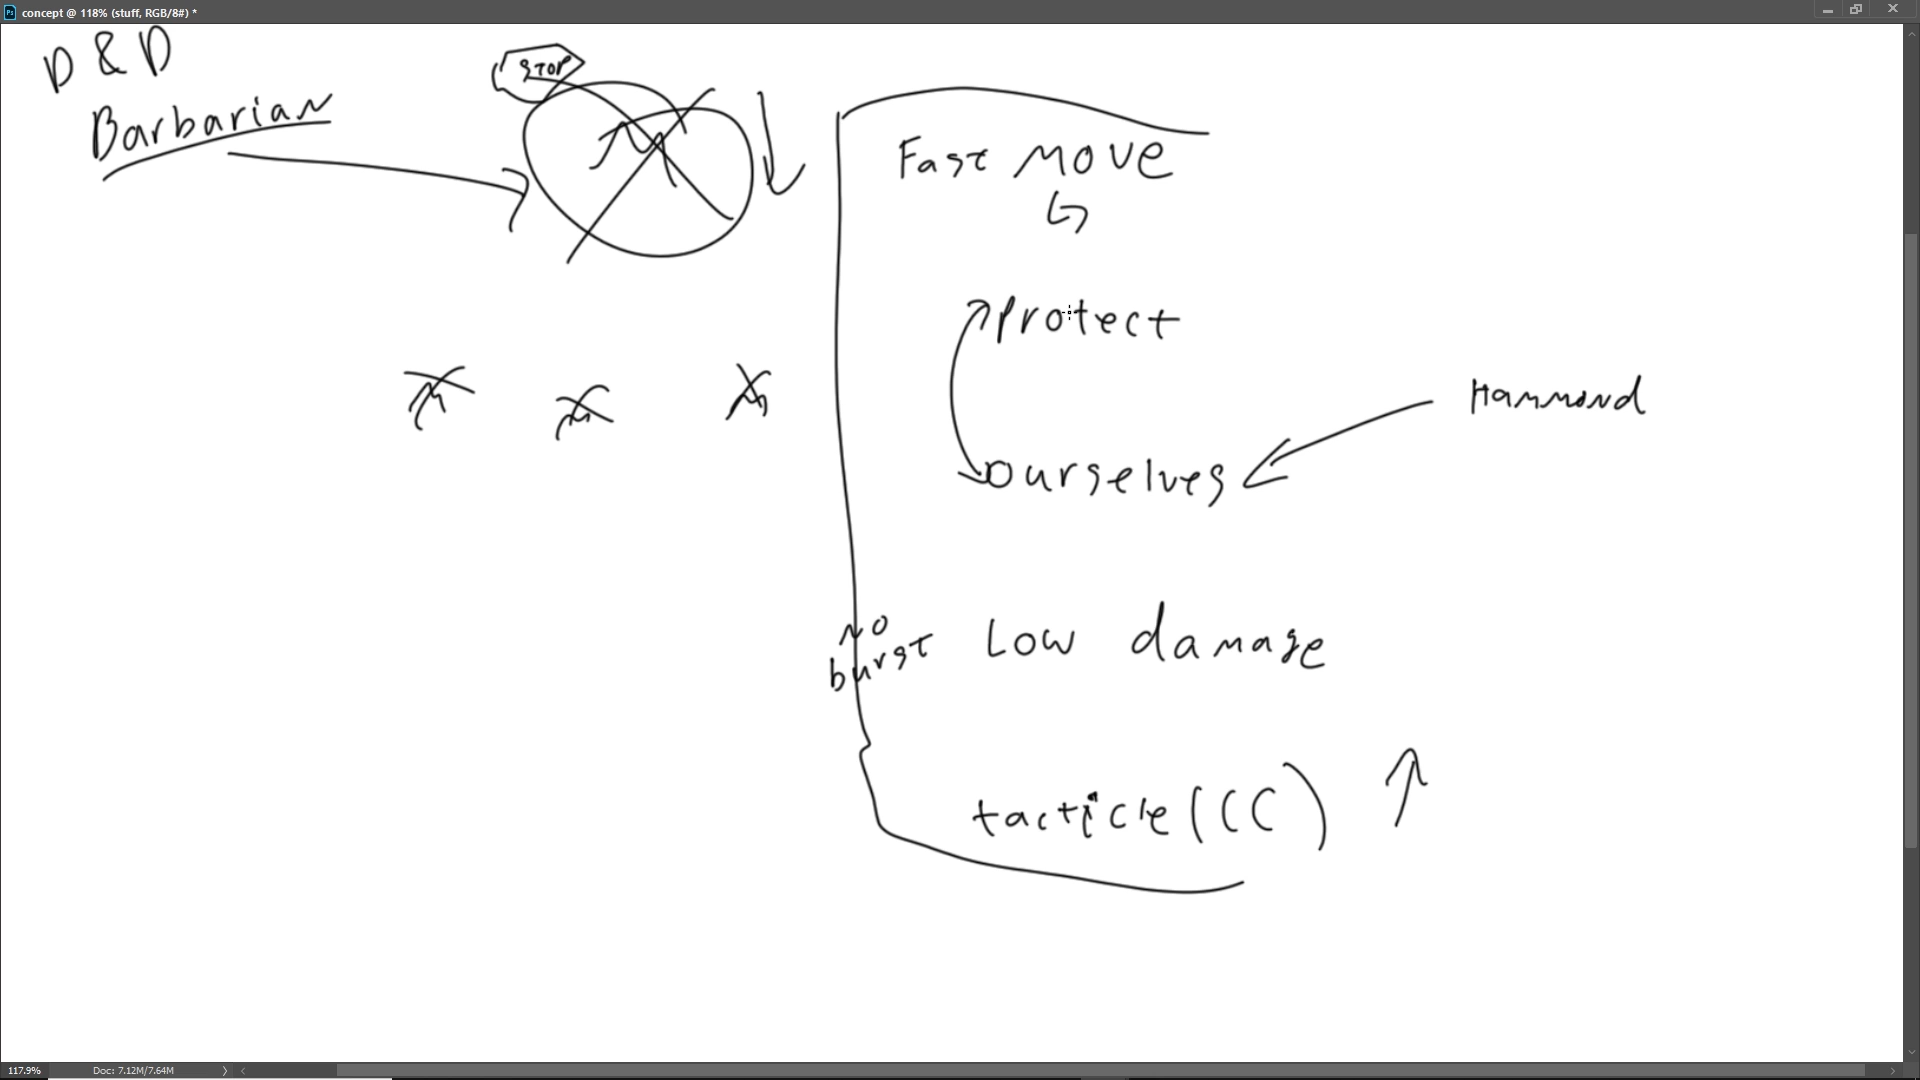 concept @ 118% (stuff, RGB/8#) *
D & D
Barbarian
STOP
Fast MOVE
Protect
Hammond
Ourselves
NO
burst
Low damage
tacticle (CC)
117.9%
Doc: 7.12M/7.64M